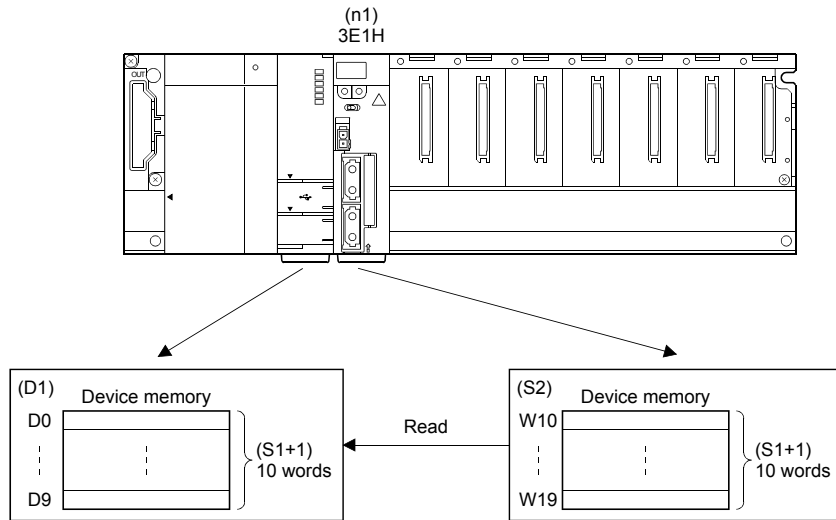 (n1)
3E1H
OUT
(D1)
Device memory
D0
D9
(S1+1)
10 words
Read
(S2)
Device memory
W10
W19
(S1+1)
10 words